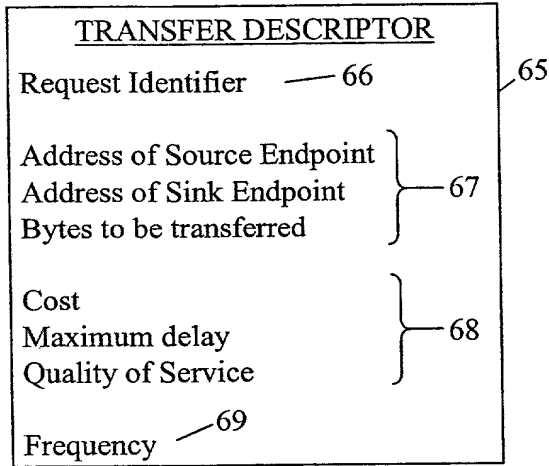 TRANSFER DESCRIPTOR
Request Identifier 66
65
Address of Source Endpoint
Address of Sink Endpoint
Bytes to be transferred
67
Cost
Maximum delay
Quality of Service
68
Frequency 69